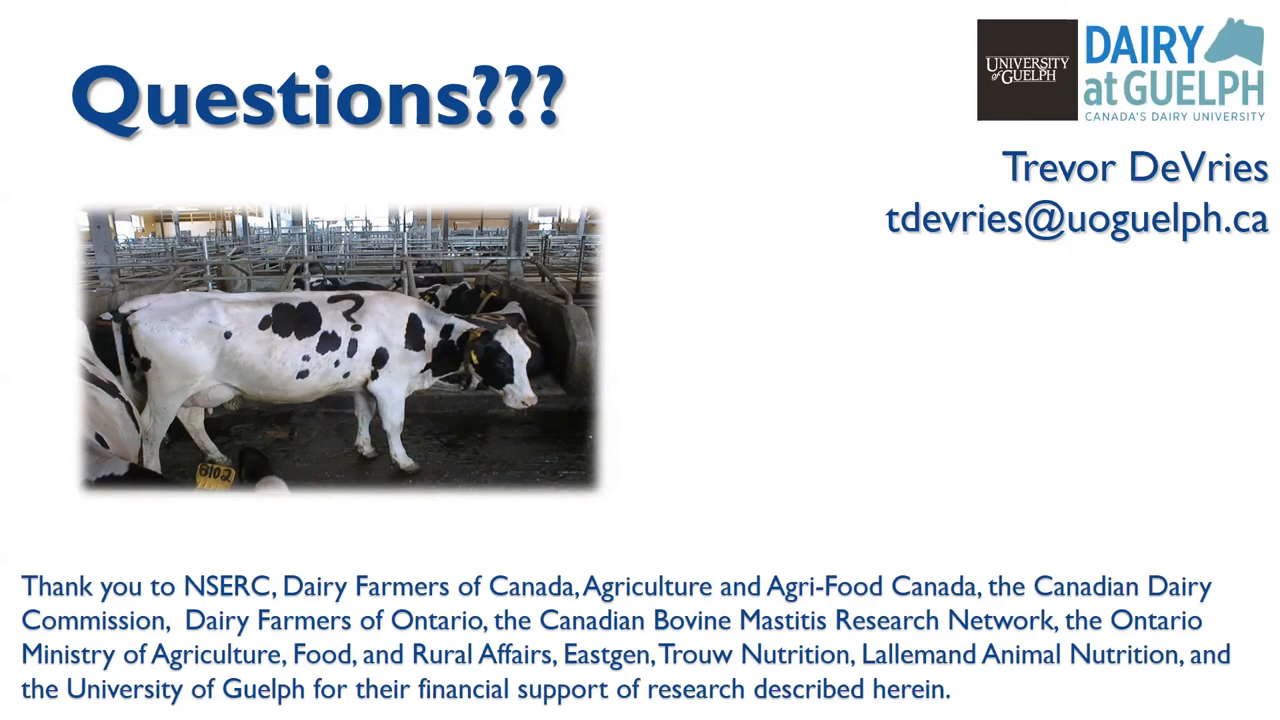 Questions???
UNIVERSITY
of GUELPH
DAIRY
at GUELPH
CANADA'S DAIRY UNIVERSITY
Trevor DeVries
tdevries@uoguelph.ca
?
B102
Thank you to NSERC, Dairy Farmers of Canada, Agriculture and Agri-Food Canada, the Canadian Dairy
Commission, Dairy Farmers of Ontario, the Canadian Bovine Mastitis Research Network, the Ontario
Ministry of Agriculture, Food, and Rural Affairs, Eastgen, Trouw Nutrition, Lallemand Animal Nutrition, and
the University of Guelph for their financial support of research described herein.